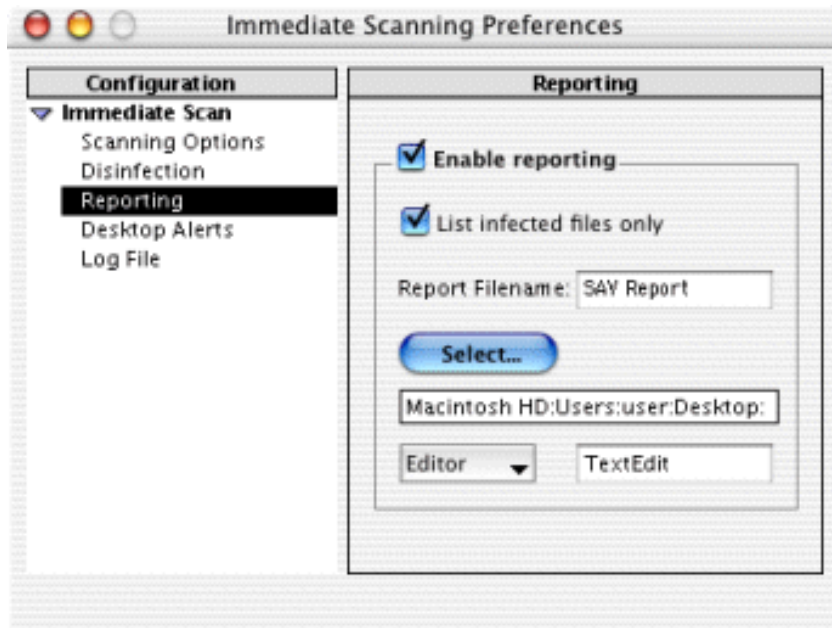 Immediate Scanning Preferences
Configuration
Immediate Scan
Scanning Options
Disinfection
Reporting
Desktop Alerts
Log File
Reporting
Enable reporting
List infected files only
Report Filename: SAV Report
Select...
Macintosh HD:Users:user:Desktop:
Editor TextEdit